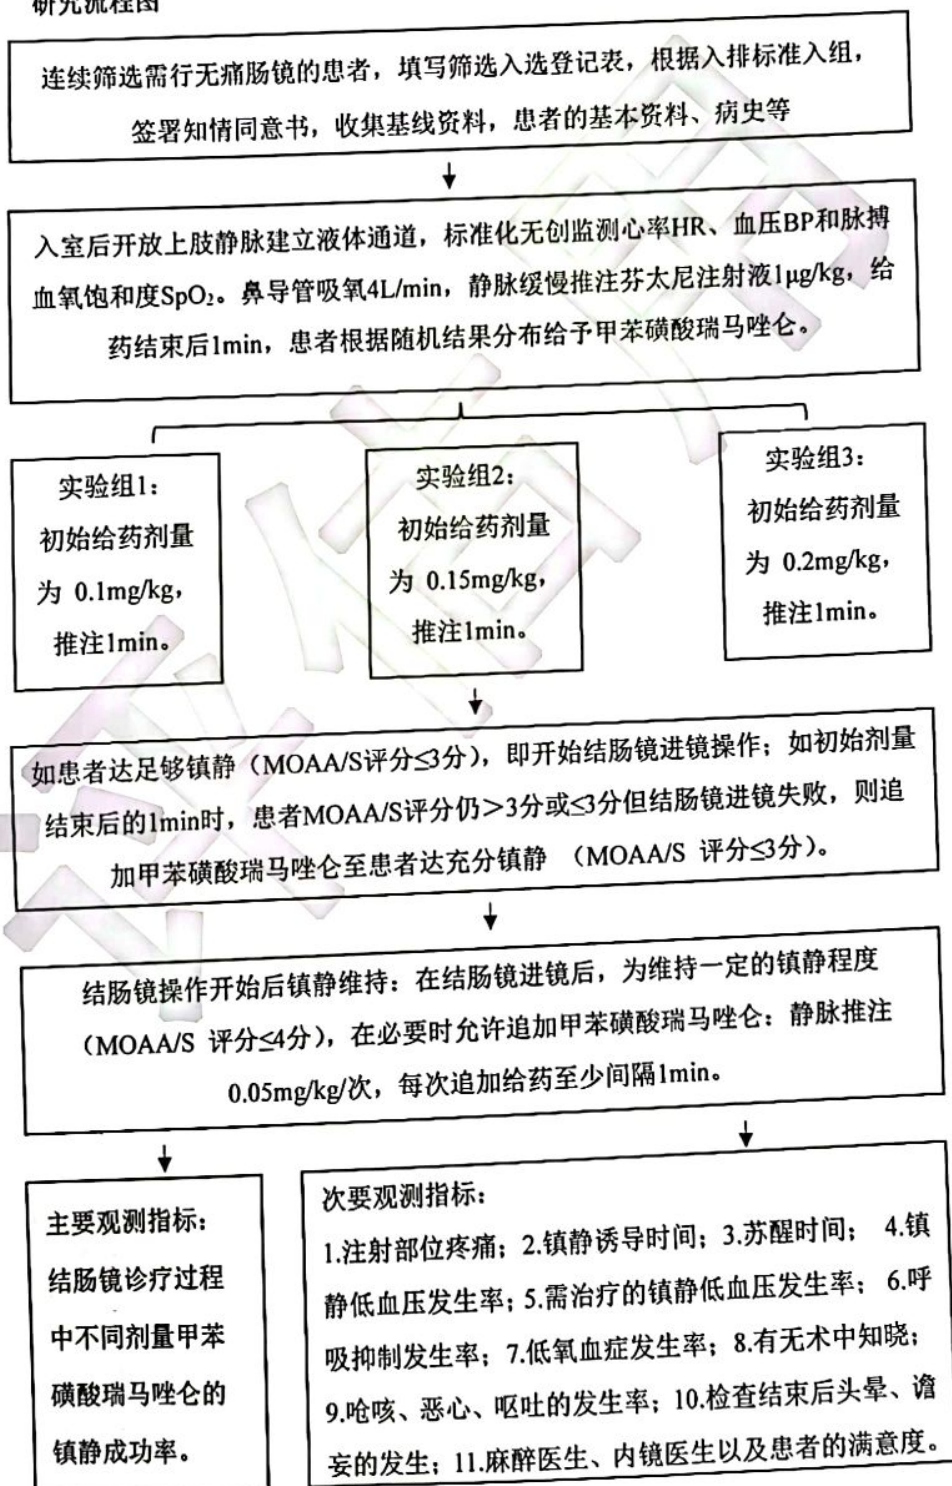 研究流程图
连续筛选需行无痛肠镜的患者，填写筛选入选登记表，根据入排标准入组，
签署知情同意书，收集基线资料，患者的基本资料、病史等
入室后开放上肢静脉建立液体通道，标准化无创监测心率HR、血压BP和脉搏
血氧饱和度SpO₂。鼻导管吸氧4L/min，静脉缓慢推注芬太尼注射液1μg/kg，给
药结束后1min，患者根据随机结果分布给予甲苯磺酸瑞马唑仑。
实验组1：
初始给药剂量
为 0.1mg/kg，
推注1min。
实验组2：
初始给药剂量
为 0.15mg/kg，
推注1min。
实验组3：
初始给药剂量
为 0.2mg/kg，
推注1min。
如患者达足够镇静（MOAA/S评分≤3分），即开始结肠镜进镜操作；如初始剂量
结束后的1min时，患者MOAA/S评分仍＞3分或≤3分但结肠镜进镜失败，则追
加甲苯磺酸瑞马唑仑至患者达充分镇静 （MOAA/S 评分≤3分）。
结肠镜操作开始后镇静维持：在结肠镜进镜后，为维持一定的镇静程度
（MOAA/S 评分≤4分），在必要时允许追加甲苯磺酸瑞马唑仑：静脉推注
0.05mg/kg/次，每次追加给药至少间隔1min。
主要观测指标：
结肠镜诊疗过程
中不同剂量甲苯
磺酸瑞马唑仑的
镇静成功率。
次要观测指标：
1.注射部位疼痛；2.镇静诱导时间；3.苏醒时间； 4.镇
静低血压发生率；5.需治疗的镇静低血压发生率； 6.呼
吸抑制发生率；7.低氧血症发生率；8.有无术中知晓；
9.呛咳、恶心、呕吐的发生率；10.检查结束后头晕、谵
妄的发生；11.麻醉医生、内镜医生以及患者的满意度。